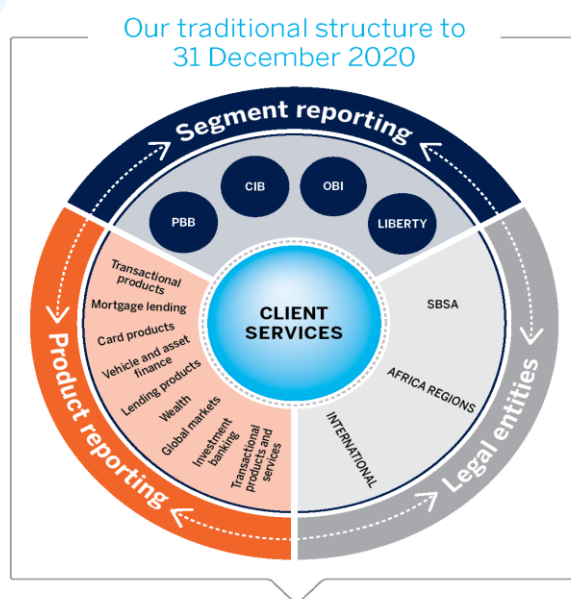 Our traditional structure to
31 December 2020
Segment reporting
PBB
CIB
OBI
LIBERTY
Transactional
products
Mortgage lending
Card products
Vehicle and asset
finance
Lending products
Wealth
Global markets
Investment
banking
Transactional
products and
services
CLIENT
SERVICES
SBSA
AFRICA REGIONS
INTERNATIONAL
Product reporting
Legal entities